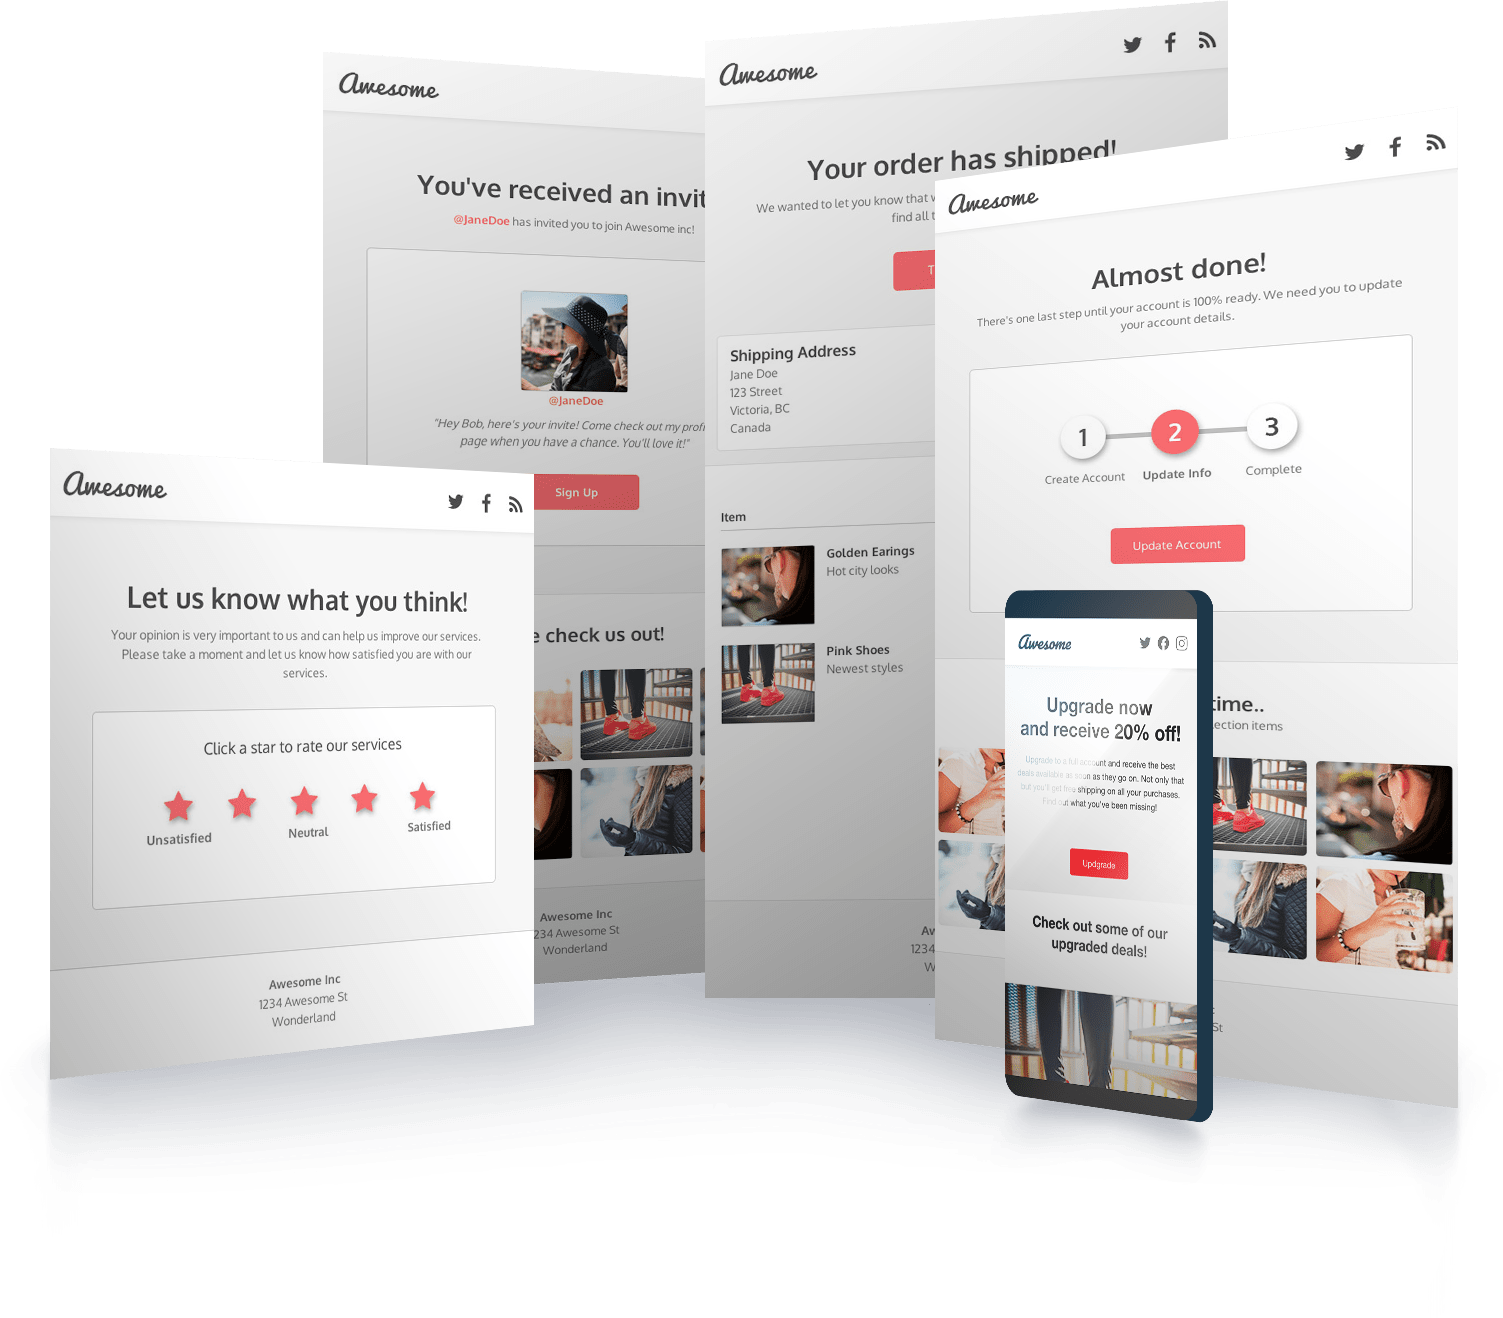 Awesome
You've received an invit
@JaneDoe has invited you to join Awesome inc!
@JaneDoe
"Hey Bob, here's your invite! Come check out my prof
page when you have a chance. You'll love it!"
Sign Up
check us out!
Awesome Inc
234 Awesome St
Wonderland
Awesome
Your order has shipped!
We wanted to let you know that
find all
Shipping Address
Jane Doe
123 Street
Victoria, BC
Canada
Item
Golden Earings
Hot city looks
Pink Shoes
Newest styles
Awesome
Almost done!
There's one last step until your account is 100% ready. We need you to update
your account details.
1 2 3
Create Account Update Info Complete
Update Account
time..
ection items
St
Awesome
Let us know what you think!
Your opinion is very important to us and can help us improve our services.
Please take a moment and let us know how satisfied you are with our
services.
Click a star to rate our services
Unsatisfied Neutral Satisfied
Awesome Inc
1234 Awesome St
Wonderland
Awesome
Upgrade now
and receive 20% off!
Upgrade to a full account and receive the best
deals available as soon as they go on. Not only that
but you'll get free shipping on all your purchases.
Find out what you've been missing!
Updgrade
Check out some of our
upgraded deals!